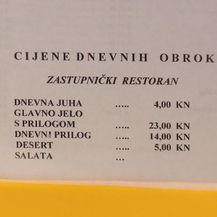 CIJENE DNEVNIH OBROK
ZASTUPNIČKI RESTORAN
DNEVNA JUHA ..... 4,00 KN
GLAVNO JELO
S PRILOGOM ..... 23,00 KN
DNEVNI PRILOG ..... 14,00 KN
DESERT ..... 5,00 KN
SALATA ...